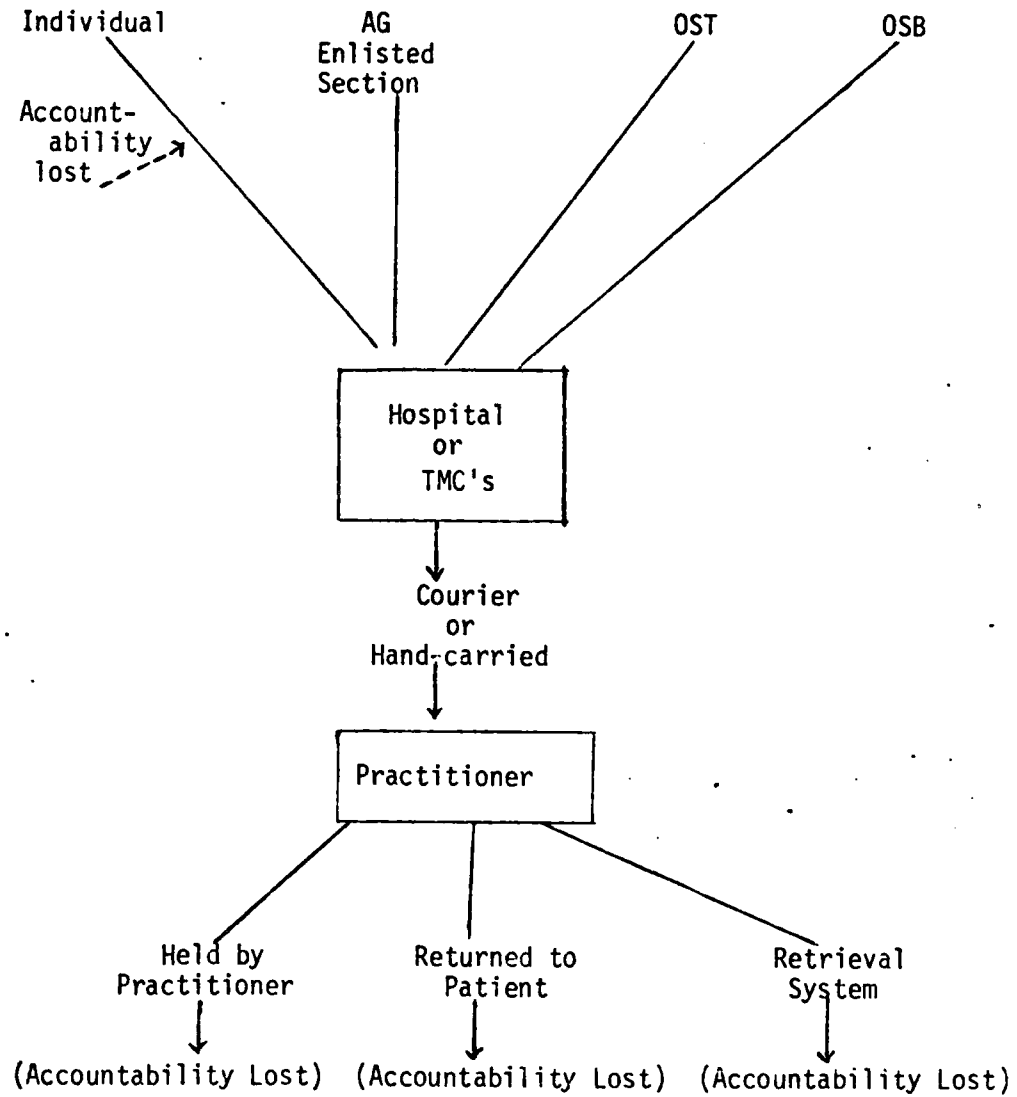 Individual
AG
Enlisted
Section
OST
OSB
Account-
ability
lost
Hospital
or
TMC's
Courier
or
Hand-carried
Practitioner
Held by
Practitioner
Returned to
Patient
Retrieval
System
(Accountability Lost)
(Accountability Lost)
(Accountability Lost)